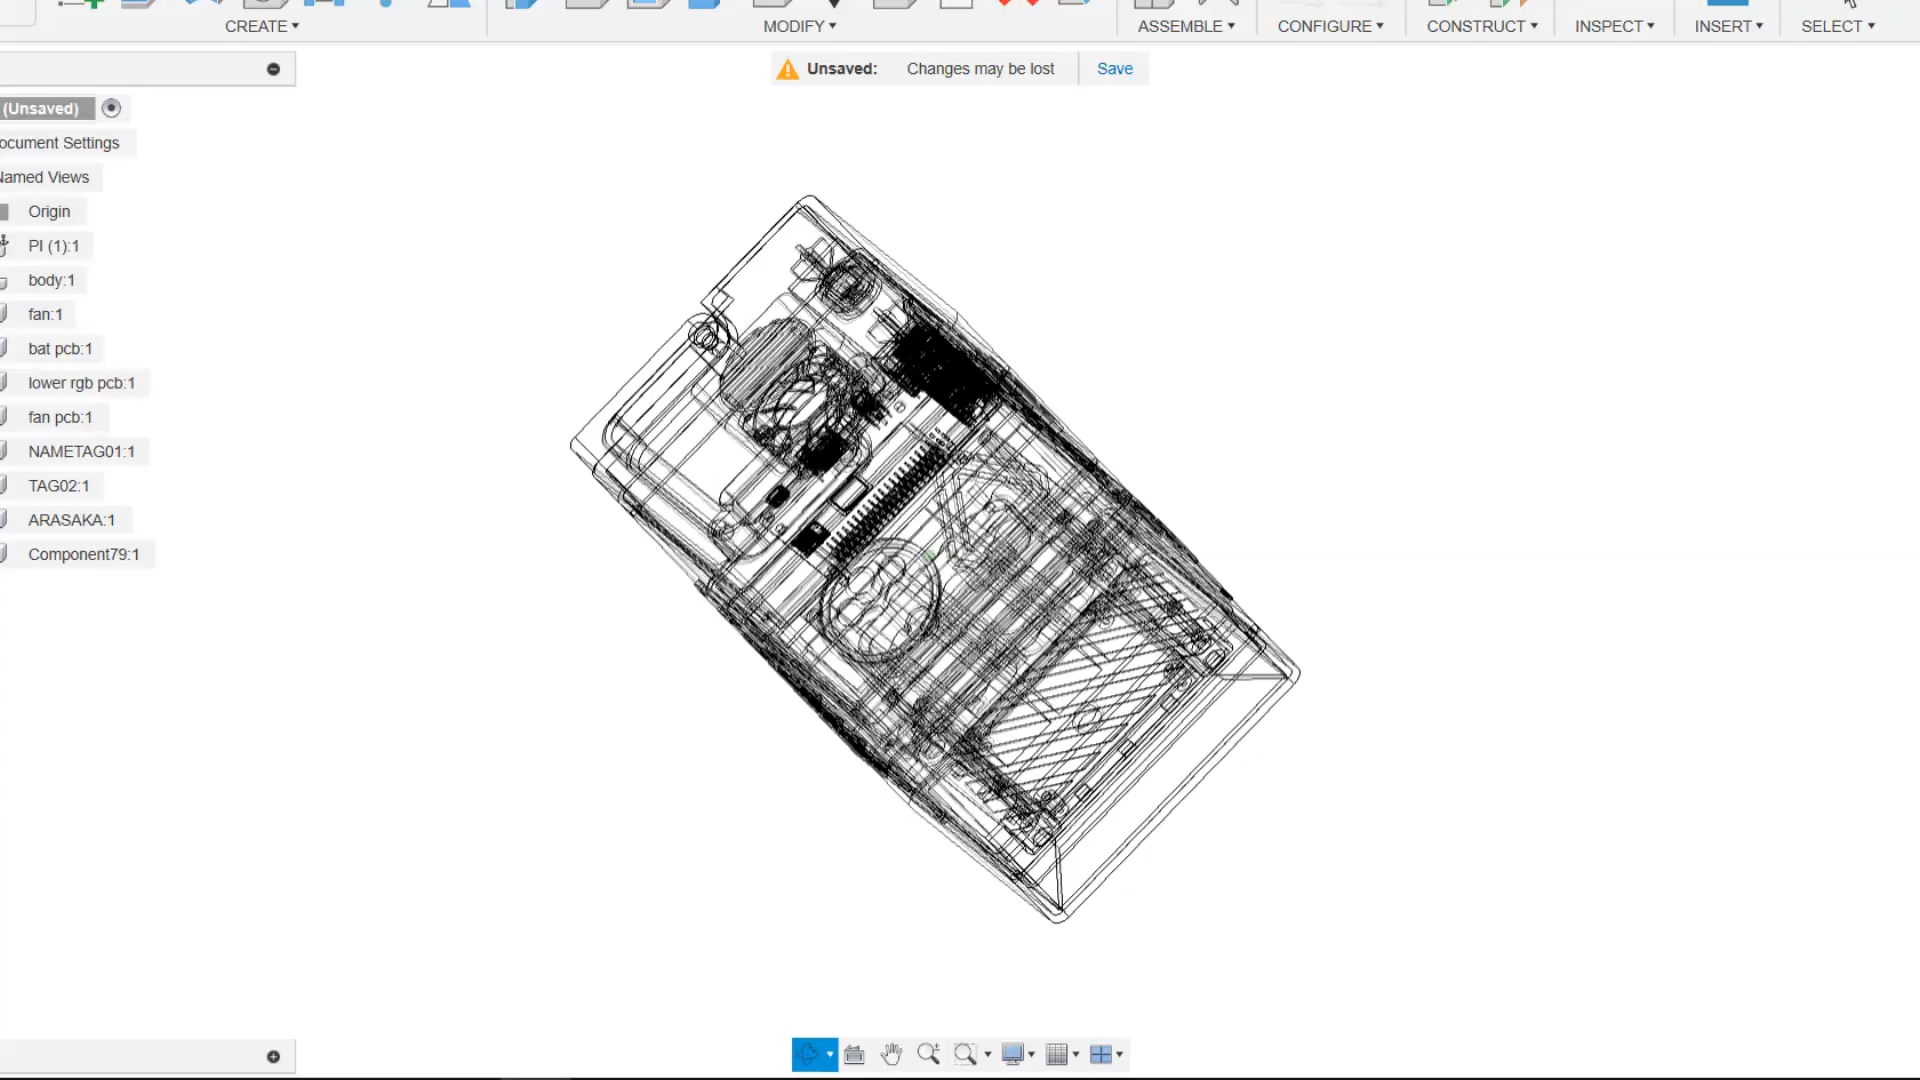 CREATE MODIFY ASSEMBLE CONFIGURE CONSTRUCT INSPECT INSERT SELECT
Unsaved: Changes may be lost Save
(Unsaved)
ocument Settings
Named Views
Origin
PI (1):1
body:1
fan:1
bat pcb:1
lower rgb pcb:1
fan pcb:1
NAMETAG01:1
TAG02:1
ARASAKA:1
Component79:1